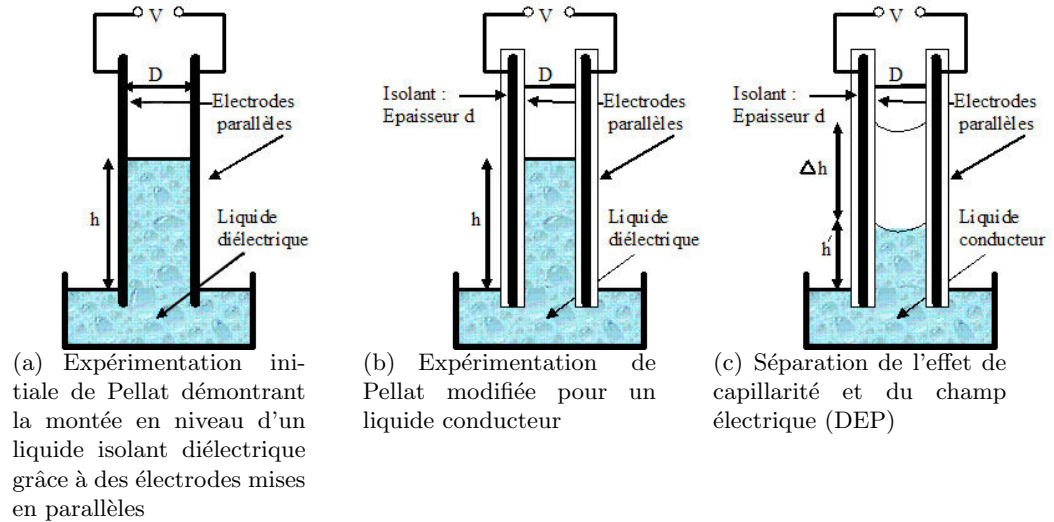 V
D
Electrodes
parallèles
h
Liquide
diélectrique
(a) Expérimentation ini-
tiale de Pellat démontrant
la montée en niveau d'un
liquide isolant diélectrique
grâce à des électrodes mises
en parallèles
V
D
Isolant :
Epaisseur d
Electrodes
parallèles
h
Liquide
diélectrique
(b) Expérimentation de
Pellat modifiée pour un
liquide conducteur
V
D
Isolant :
Epaisseur d
Electrodes
parallèles
Δh
h
Liquide
conducteur
(c) Séparation de l'effet de
capillarité et du champ
électrique (DEP)